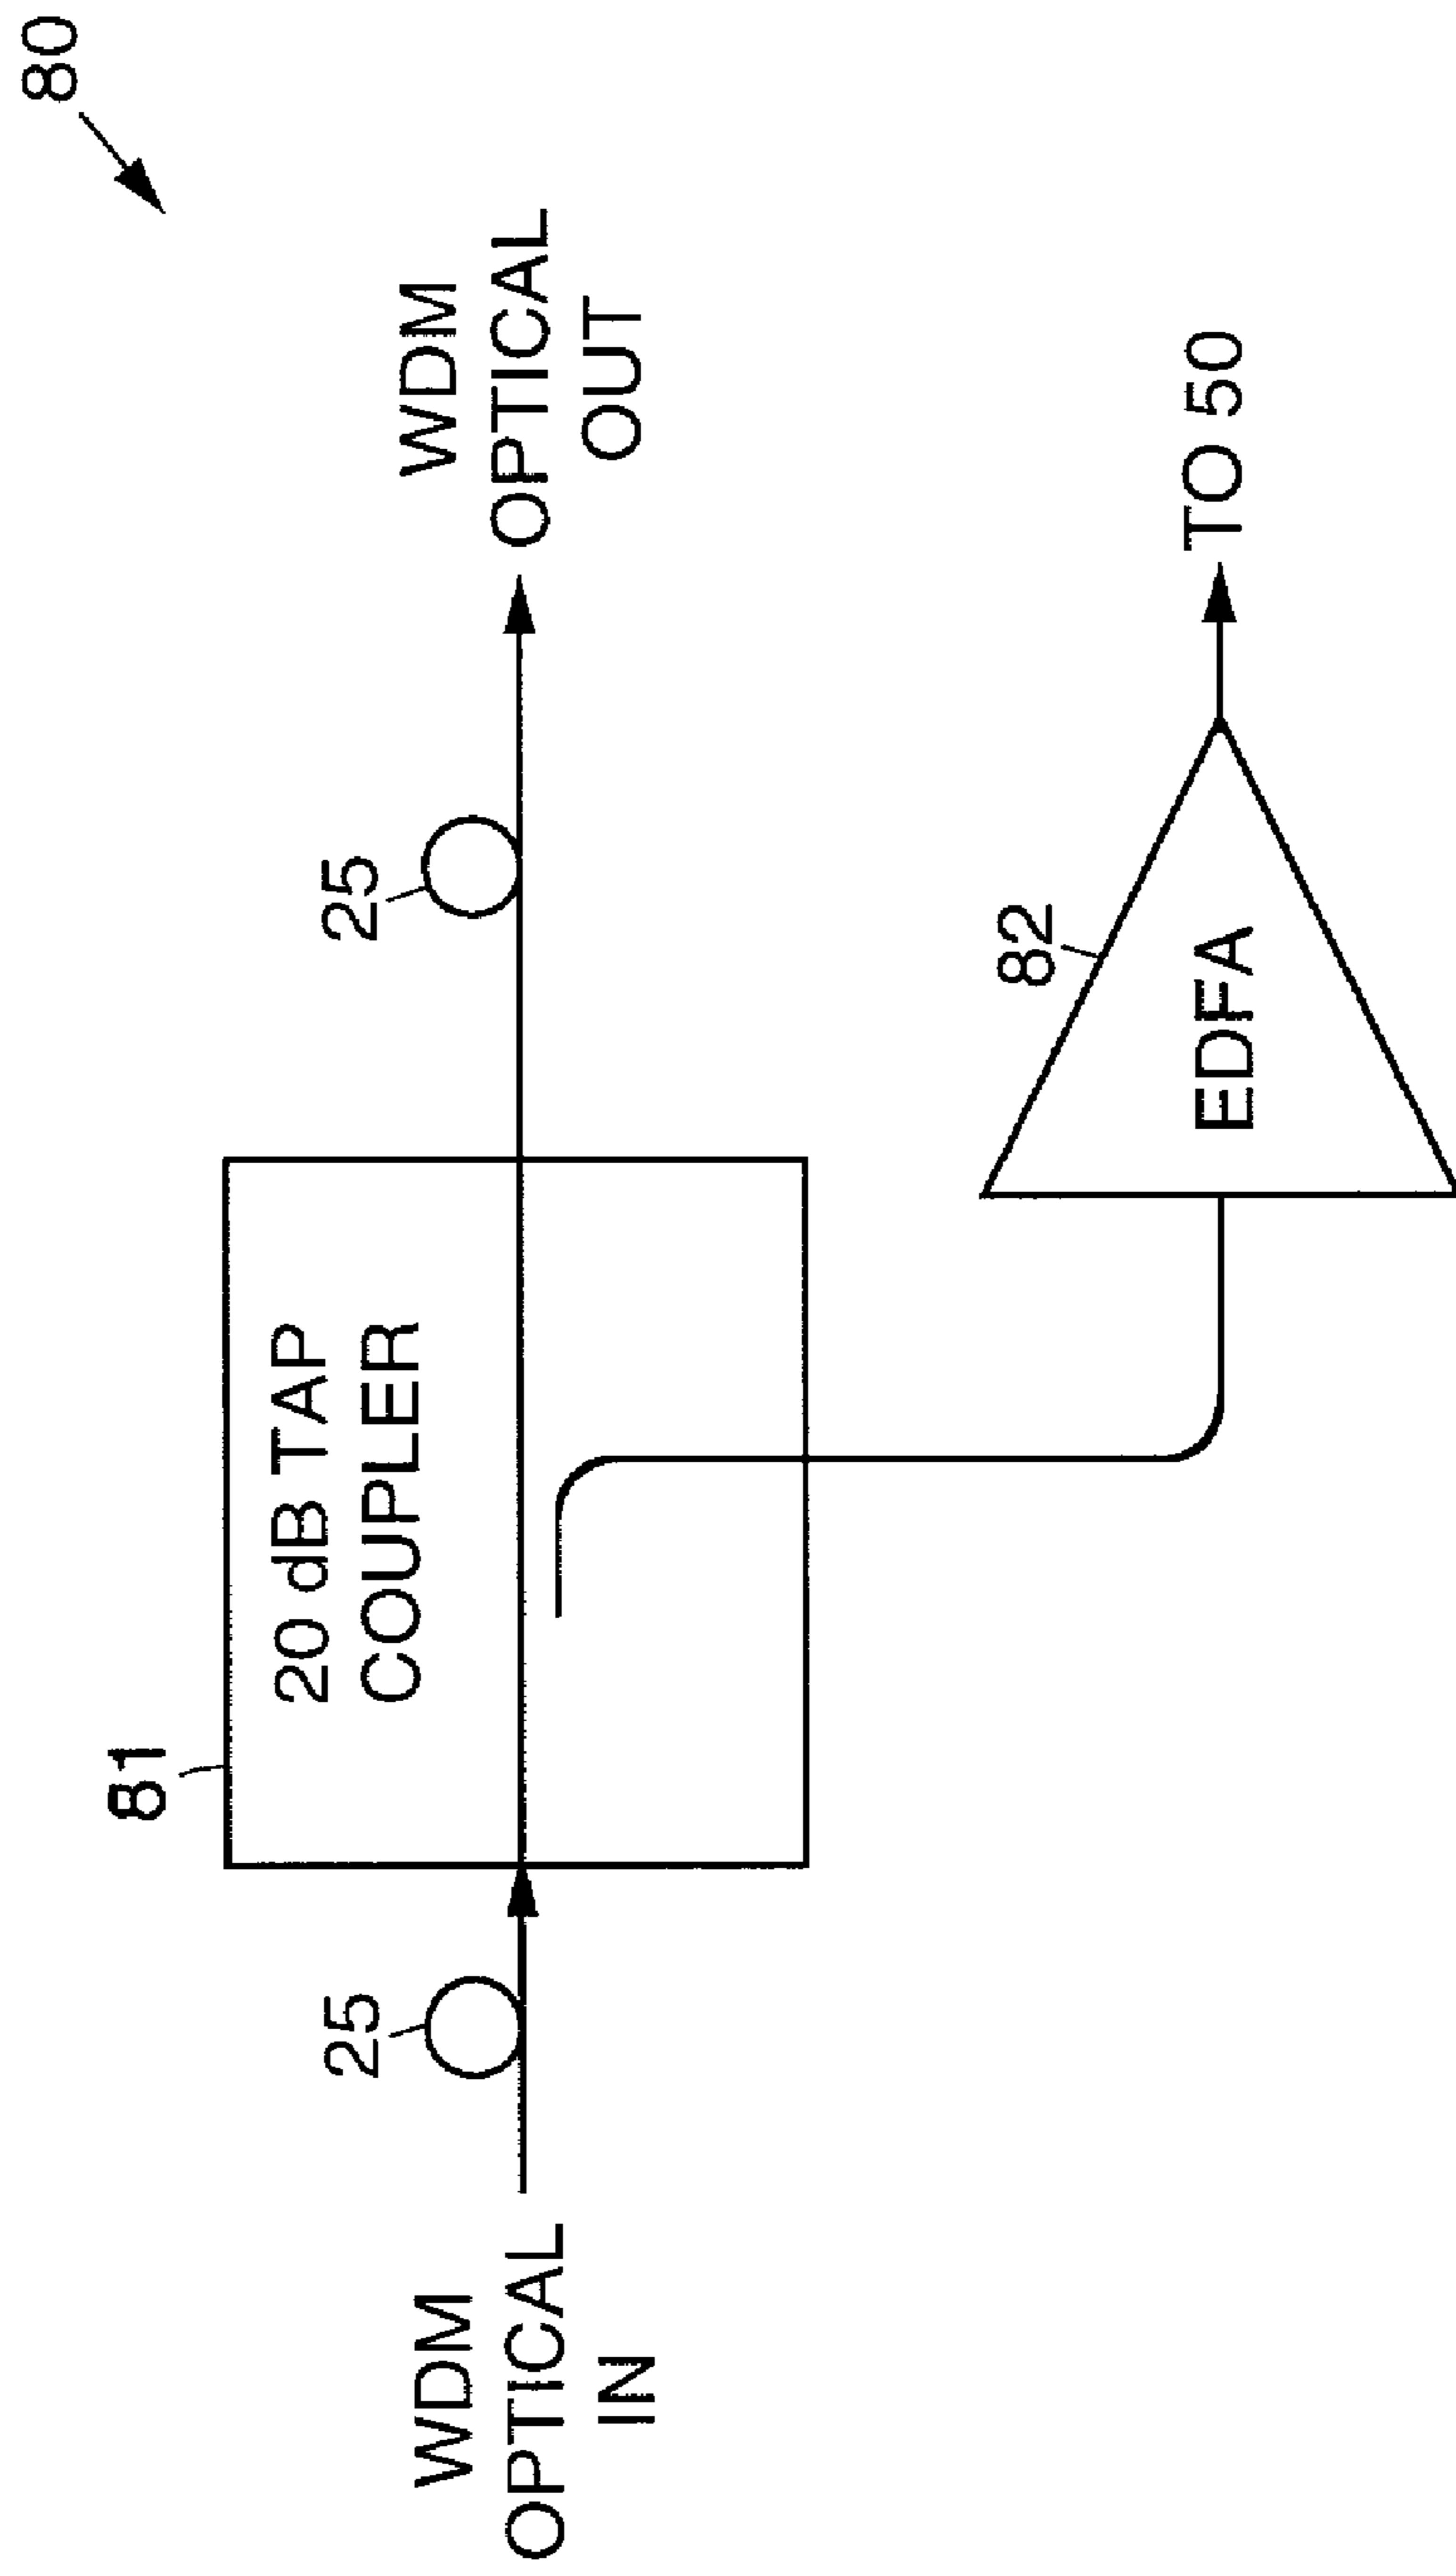 80
WDM
OPTICAL
OUT
25
81
20 dB TAP
COUPLER
25
WDM
OPTICAL
IN
82
EDFA
TO 50